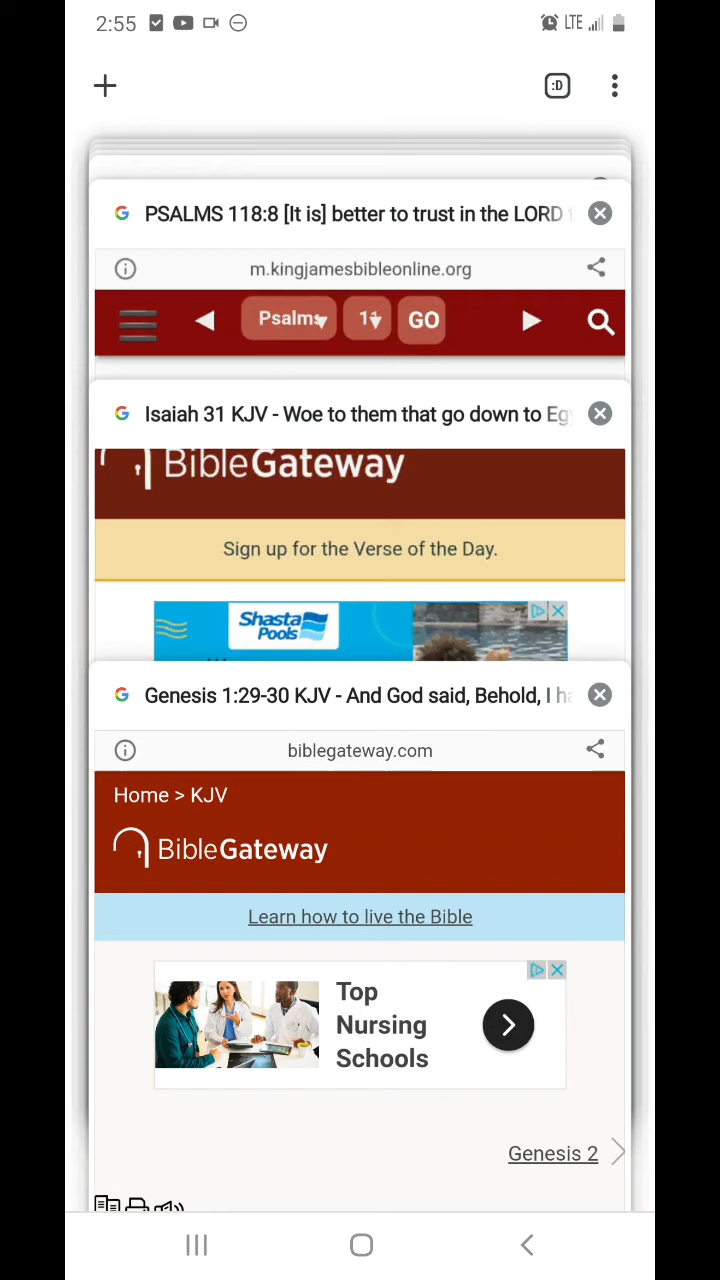 2:55 LTE
:D
PSALMS 118:8 [It is] better to trust in the LORD
m.kingjamesbibleonline.org
Psalms GO
Isaiah 31 KJV - Woe to them that go down to Eg
BibleGateway
Sign up for the Verse of the Day.
Shasta
Pools
Genesis 1:29-30 KJV - And God said, Behold, I ha
biblegateway.com
Home > KJV
BibleGateway
Learn how to live the Bible
Top
Nursing
Schools
Genesis 2